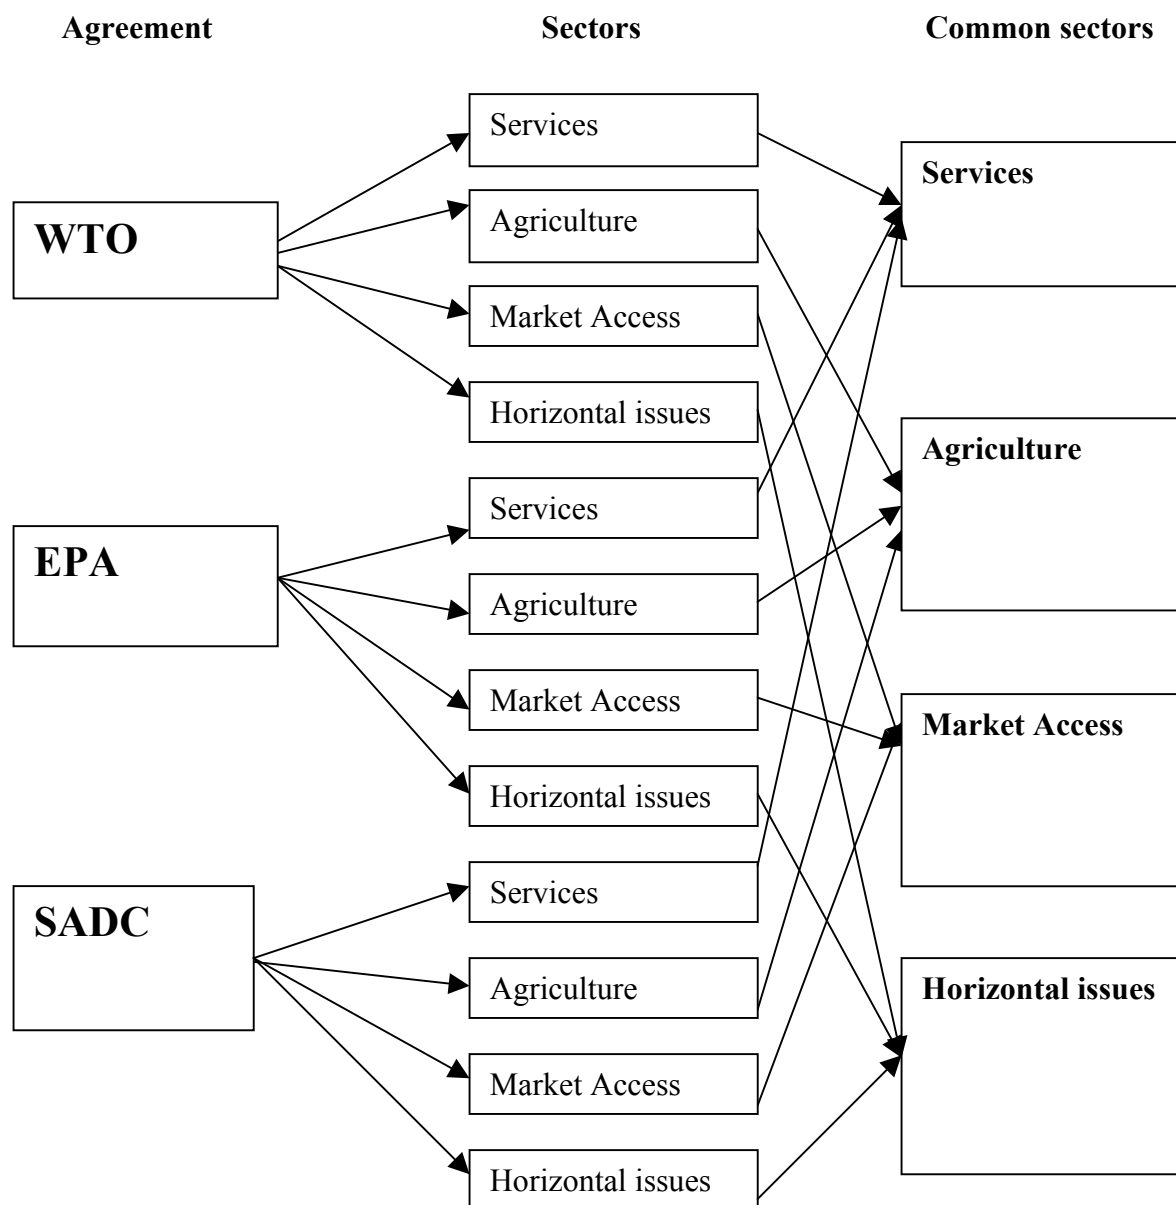 Agreement
Sectors
Common sectors
WTO
EPA
SADC
Services
Agriculture
Market Access
Horizontal issues
Services
Agriculture
Market Access
Horizontal issues
Services
Agriculture
Market Access
Horizontal issues
Services
Agriculture
Market Access
Horizontal issues